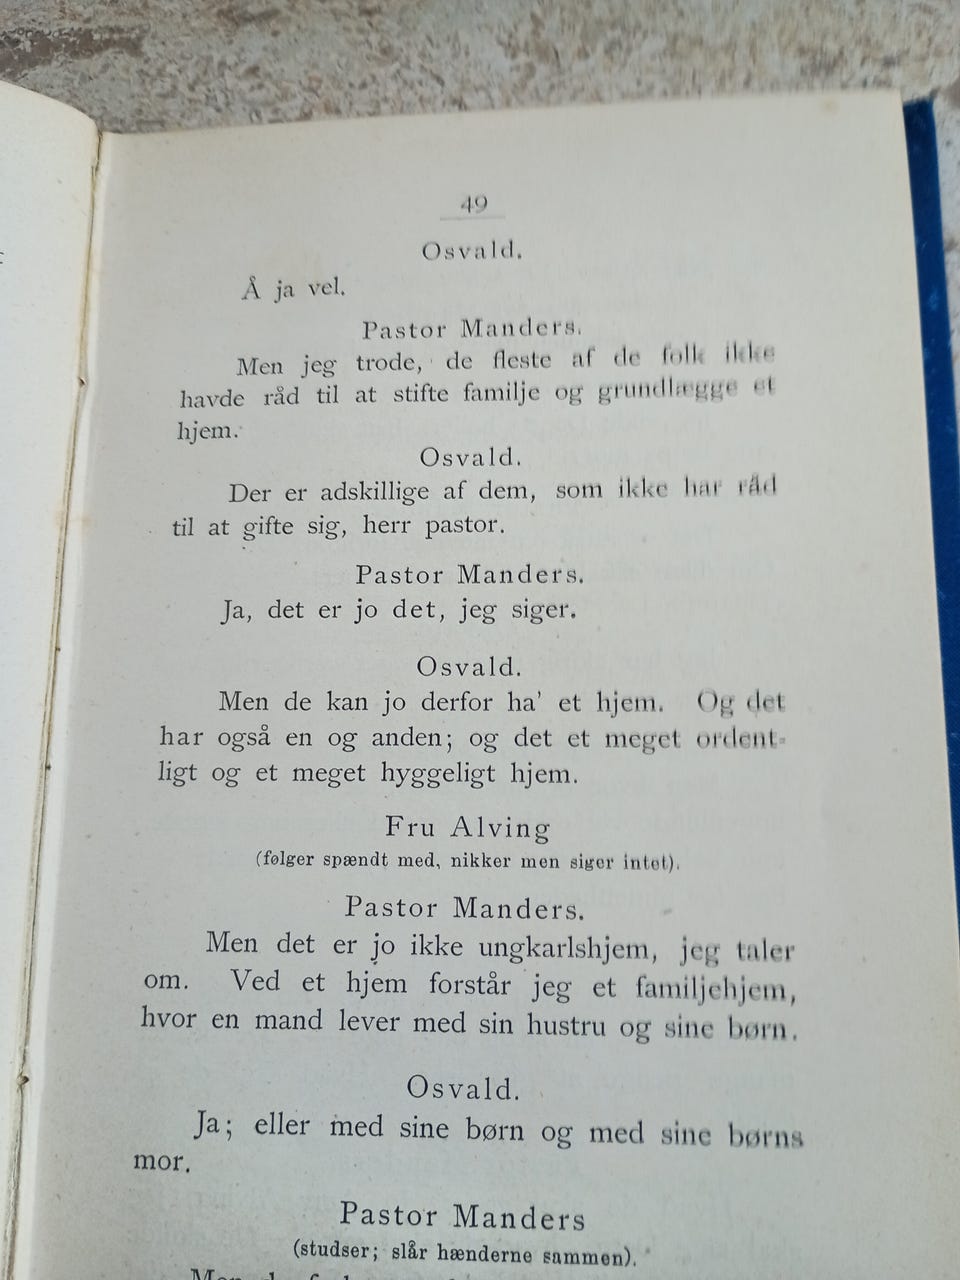 49
Osvald.
Å ja vel.
Pastor Manders.
Men jeg trode, de fleste af de folk ikke
havde råd til at stifte familje og grundlægge et
hjem.
Osvald.
Der er adskillige af dem, som ikke har råd
til at gifte sig, herr pastor.
Pastor Manders.
Ja, det er jo det, jeg siger.
Osvald.
Men de kan jo derfor ha' et hjem. Og det
har også en og anden; og det et meget ordent-
ligt og et meget hyggeligt hjem.
Fru Alving
(følger spændt med, nikker men siger intet).
Pastor Manders.
Men det er jo ikke ungkarlshjem, jeg taler
om. Ved et hjem forstår jeg et familjehjem,
hvor en mand lever med sin hustru og sine børn.
Osvald.
Ja; eller med sine børn og med sine børns
mor.
Pastor Manders
(studser; slår hænderne sammen).
Men